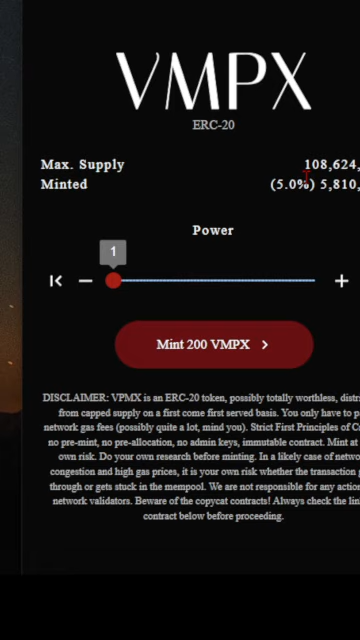 VMPX
ERC-20
Max. Supply 108,624,
Minted (5.0%) 5,810,
Power
1
Mint 200 VMPX
DISCLAIMER: VPMX is an ERC-20 token, possibly totally worthless, distri
from capped supply on a first come first served basis. You only have to p
network gas fees (possibly quite a lot, mind you). Strict First Principles of C
no pre-mint, no pre-allocation, no admin keys, immutable contract. Mint at
own risk. Do your own research before minting. In a likely case of netwo
congestion and high gas prices, it is your own risk whether the transaction g
through or gets stuck in the mempool. We are not responsible for any action
network validators. Beware of the copycat contracts! Always check the lin
contract below before proceeding.